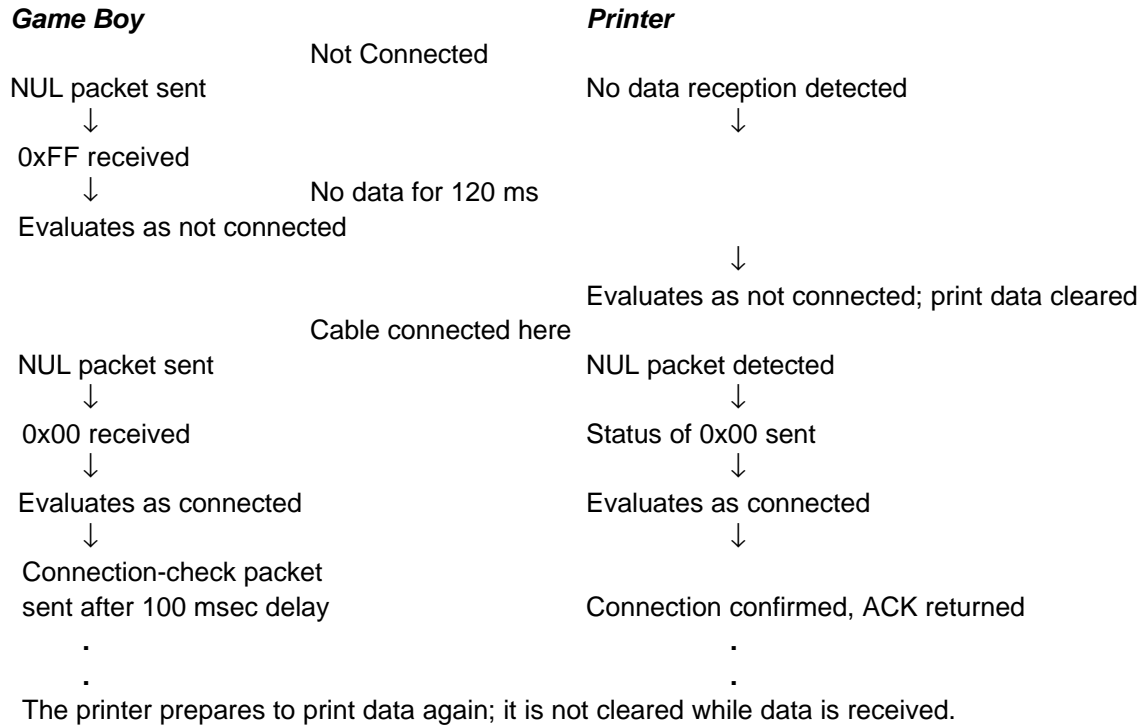 Game Boy Printer
Not Connected
NUL packet sent No data reception detected
↓ ↓
0xFF received
↓ No data for 120 ms
Evaluates as not connected
↓
Evaluates as not connected; print data cleared
Cable connected here
NUL packet sent NUL packet detected
↓ ↓
0x00 received Status of 0x00 sent
↓ ↓
Evaluates as connected Evaluates as connected
↓ ↓
Connection-check packet
sent after 100 msec delay Connection confirmed, ACK returned
. .
. .
The printer prepares to print data again; it is not cleared while data is received.